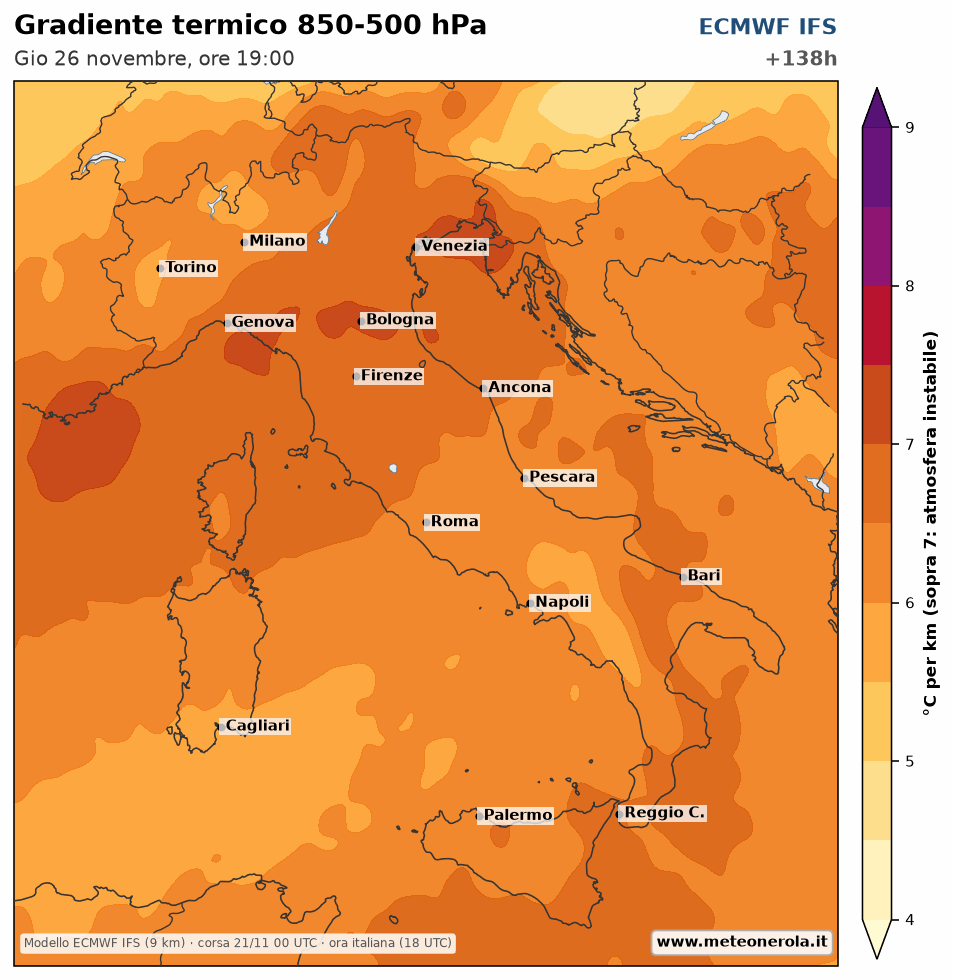 Gradiente termico 850-500 hPa
ECMWF IFS
Gio 26 novembre, ore 19:00
+138h
Milano
Venezia
Torino
Genova
Bologna
Firenze
Ancona
Pescara
Roma
Bari
Napoli
Cagliari
Palermo
Reggio C.
9
8
7
6
5
4
°C per km (sopra 7: atmosfera instabile)
Modello ECMWF IFS (9 km) · corsa 21/11 00 UTC · ora italiana (18 UTC)
www.meteonerola.it